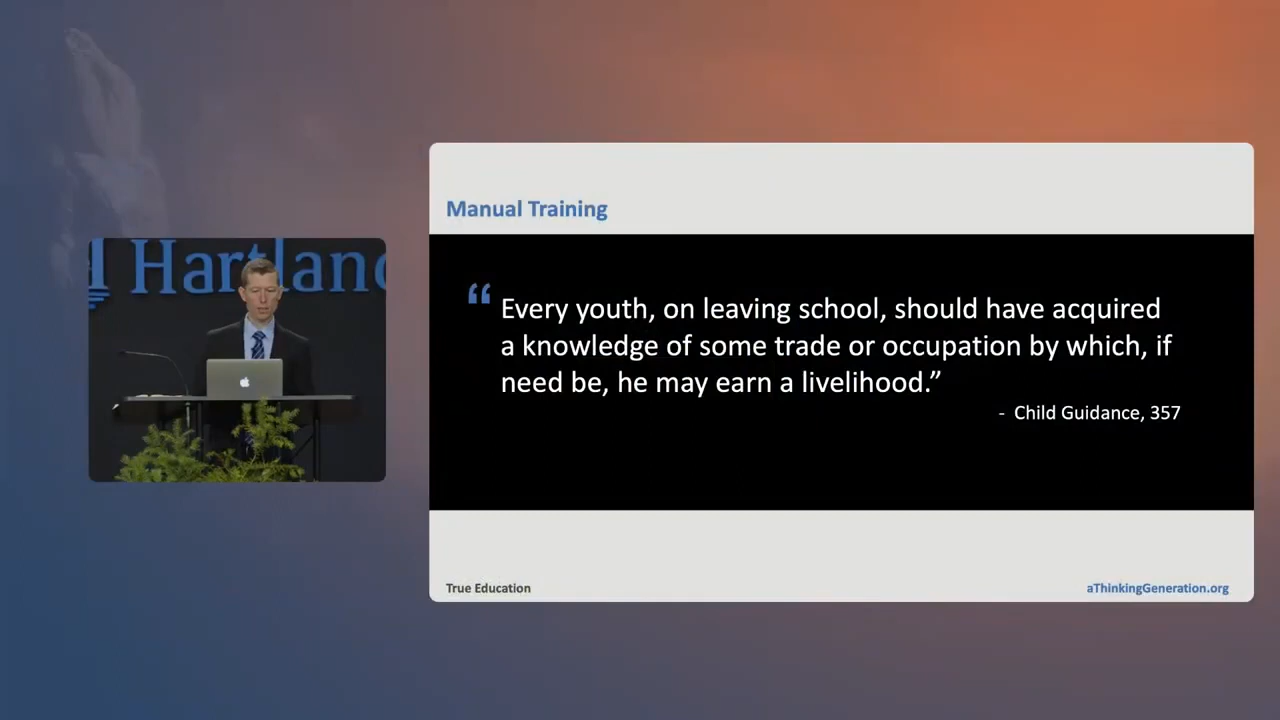 Hartland
Manual Training
“ Every youth, on leaving school, should have acquired
a knowledge of some trade or occupation by which, if
need be, he may earn a livelihood.”
- Child Guidance, 357
True Education
aThinkingGeneration.org